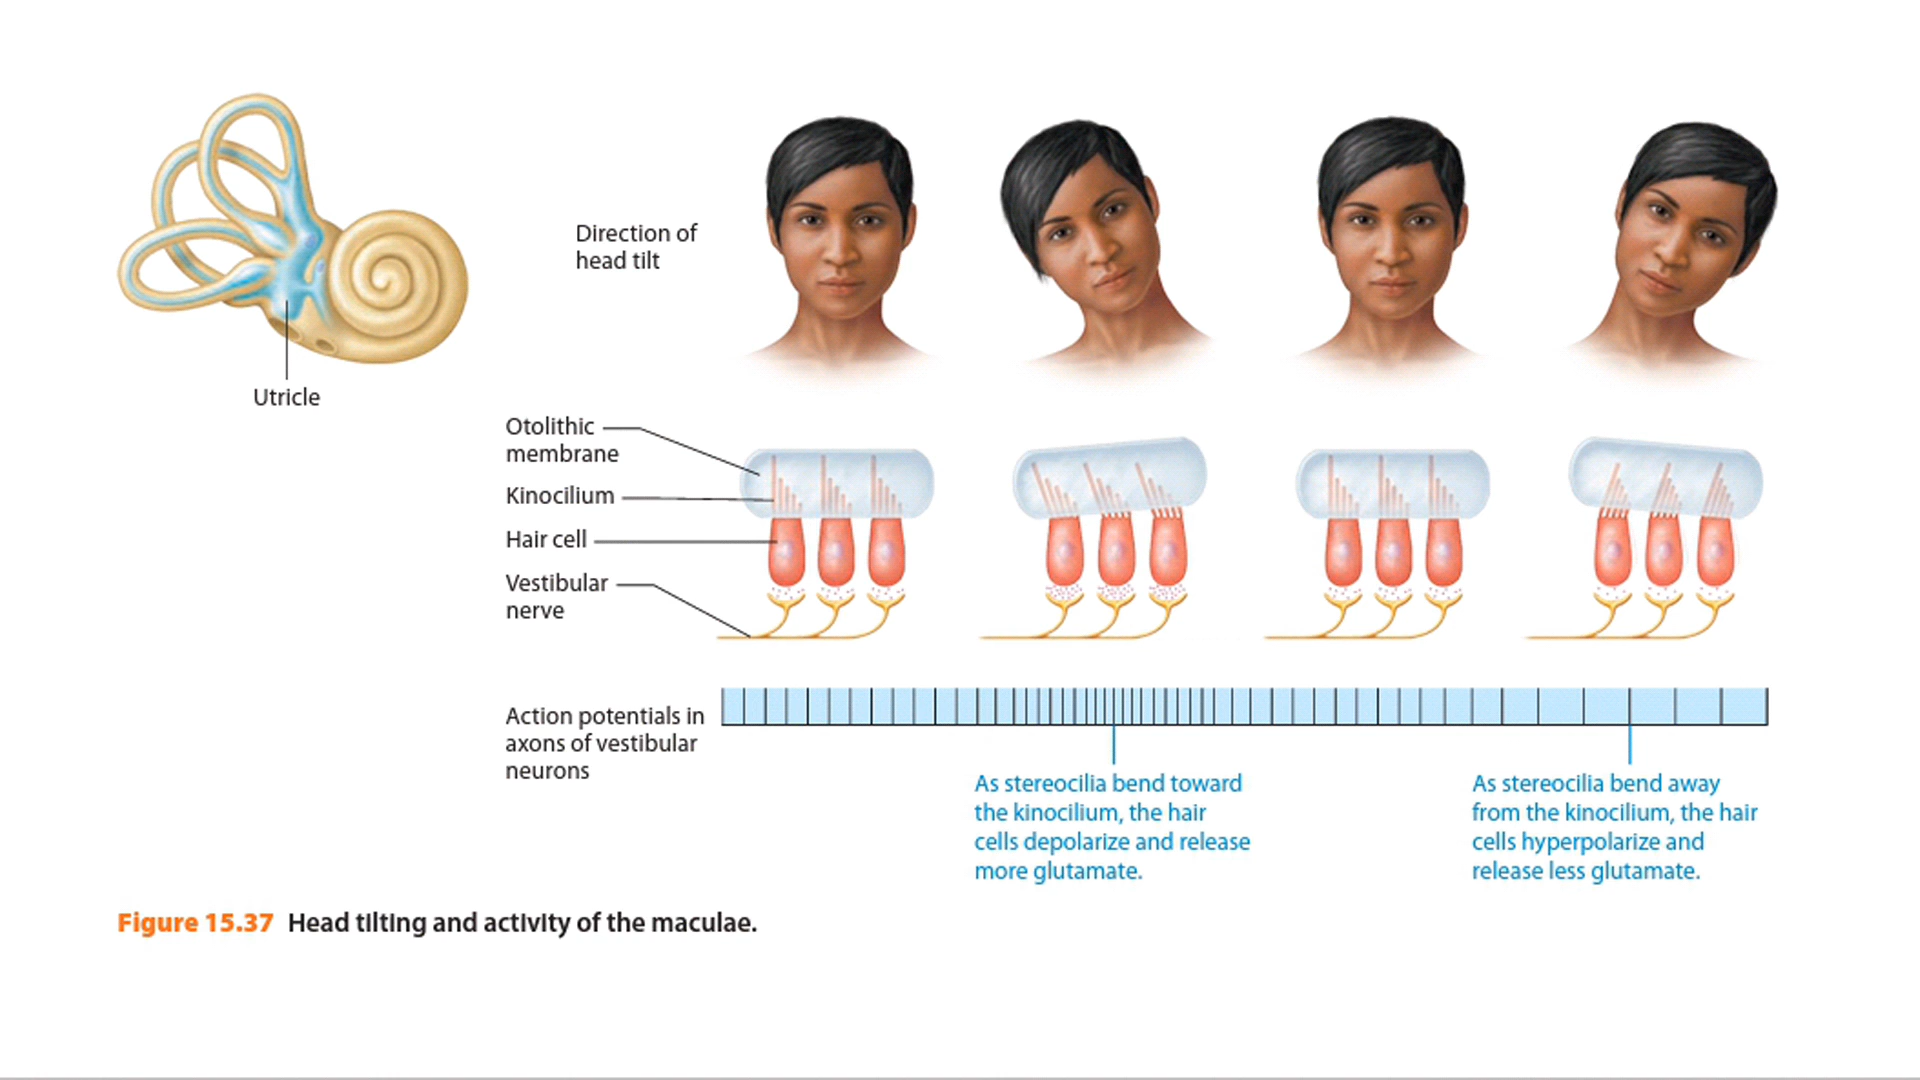 Utricle
Direction of
head tilt
Otolithic
membrane
Kinocilium
Hair cell
Vestibular
nerve
Action potentials in
axons of vestibular
neurons
As stereocilia bend toward
the kinocilium, the hair
cells depolarize and release
more glutamate.
As stereocilia bend away
from the kinocilium, the hair
cells hyperpolarize and
release less glutamate.
Figure 15.37 Head tilting and activity of the maculae.